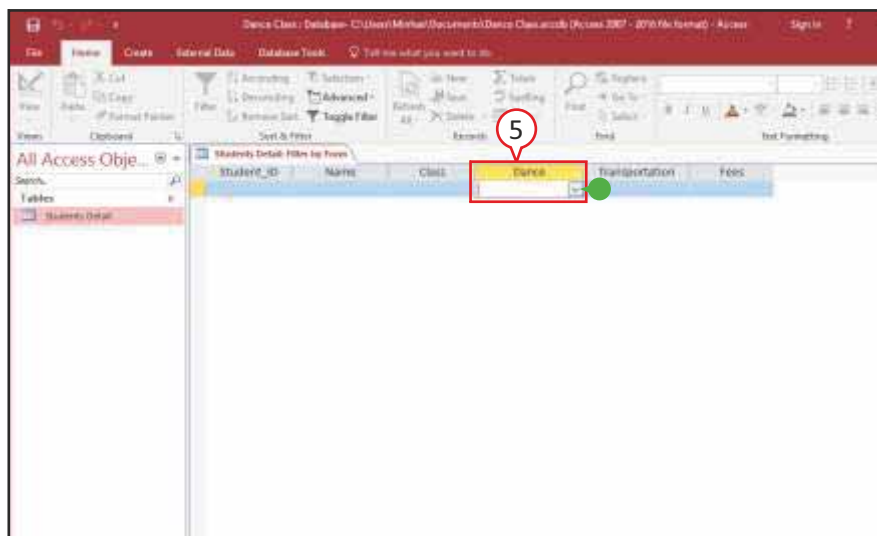 Dance Class : Database- C:\Users\Minhas\Documents\Dance Class.accdb (Access 2007 - 2016 file format) - Access Sign in ?
File Home Create External Data Database Tools Tell me what you want to do
Cut
Copy
Format Painter
View Paste
Filter
Ascending
Descending
Remove Sort
Selection
Advanced
Toggle Filter
Refresh All
New
Save
Delete
Totals
Spelling
Find
Replace
Go To
Select
B I U A
Views Clipboard Sort & Filter Records Find Text Formatting
5
All Access Obje...
Search..
Tables
Students Detail
Students Detail: Filter by Form
Student_ID Name Class Dance Transportation Fees